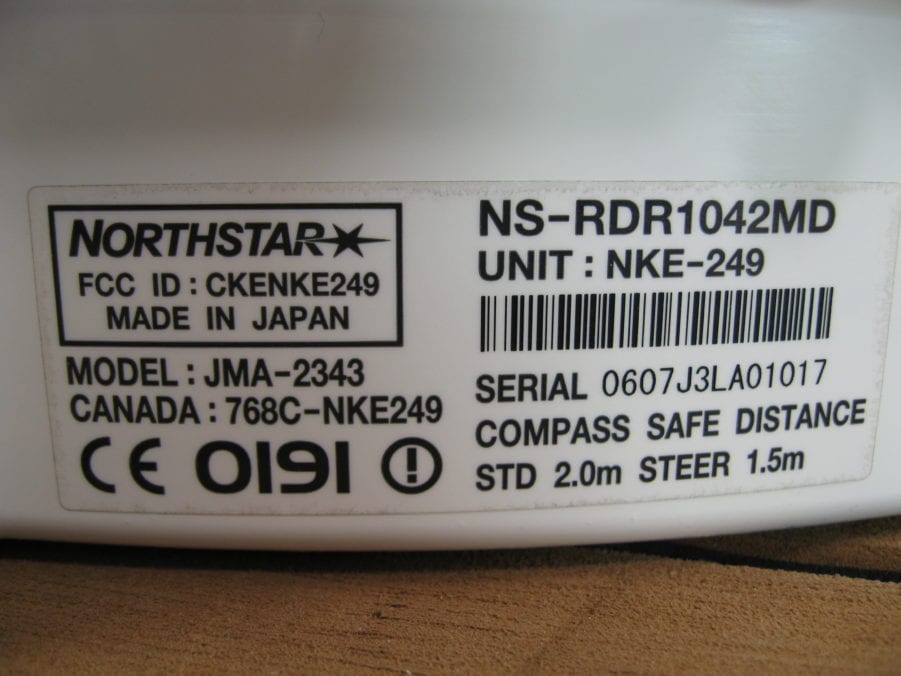 NORTHSTAR
FCC ID : CKENKE249
MADE IN JAPAN
MODEL : JMA-2343
CANADA : 768C-NKE249
CE 0191 !
NS-RDR1042MD
UNIT : NKE-249
SERIAL 0607J3LA01017
COMPASS SAFE DISTANCE
STD 2.0m STEER 1.5m